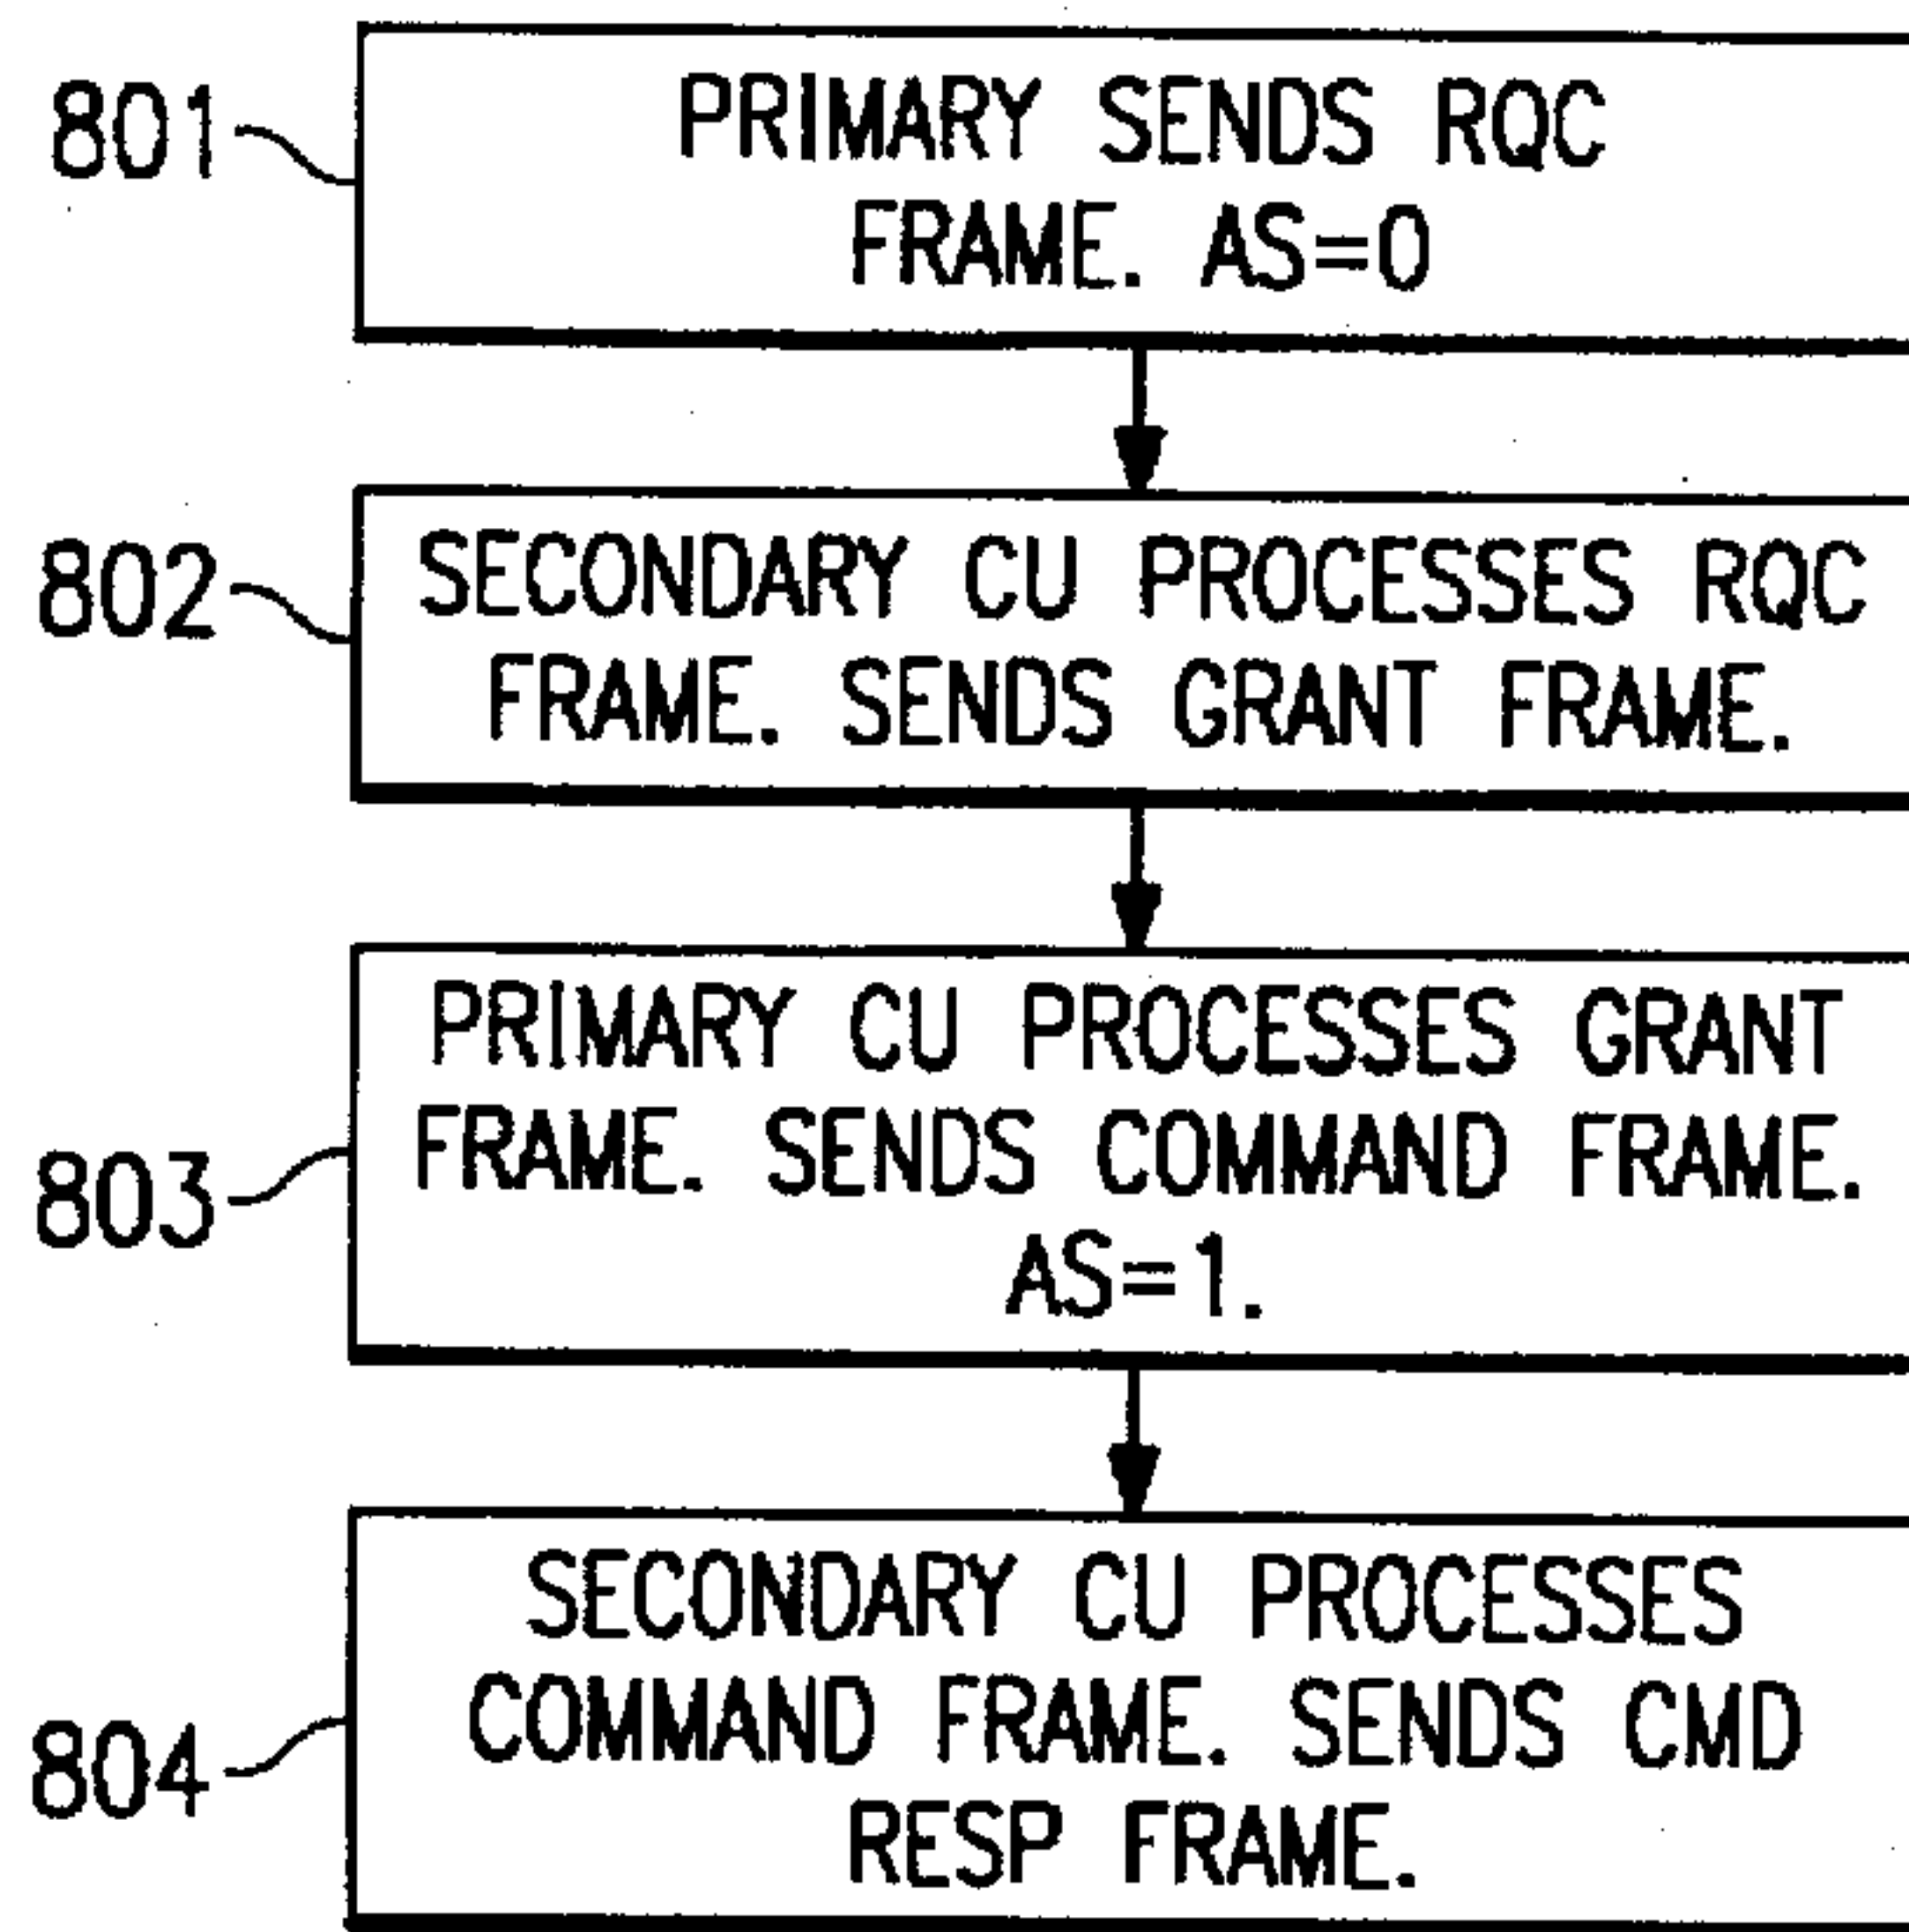 801
PRIMARY SENDS RQC
FRAME. AS=0
802
SECONDARY CU PROCESSES RQC
FRAME. SENDS GRANT FRAME.
803
PRIMARY CU PROCESSES GRANT
FRAME. SENDS COMMAND FRAME.
AS=1.
804
SECONDARY CU PROCESSES
COMMAND FRAME. SENDS CMD
RESP FRAME.